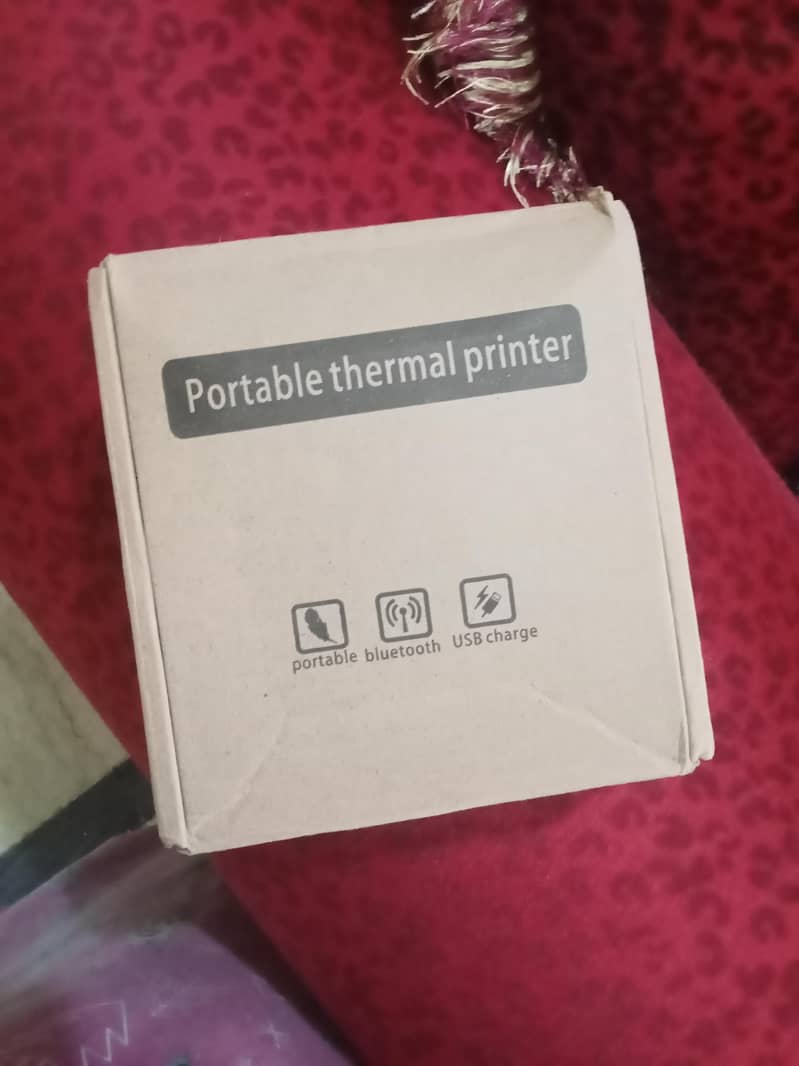 Portable thermal printer
portable bluetooth USB charge